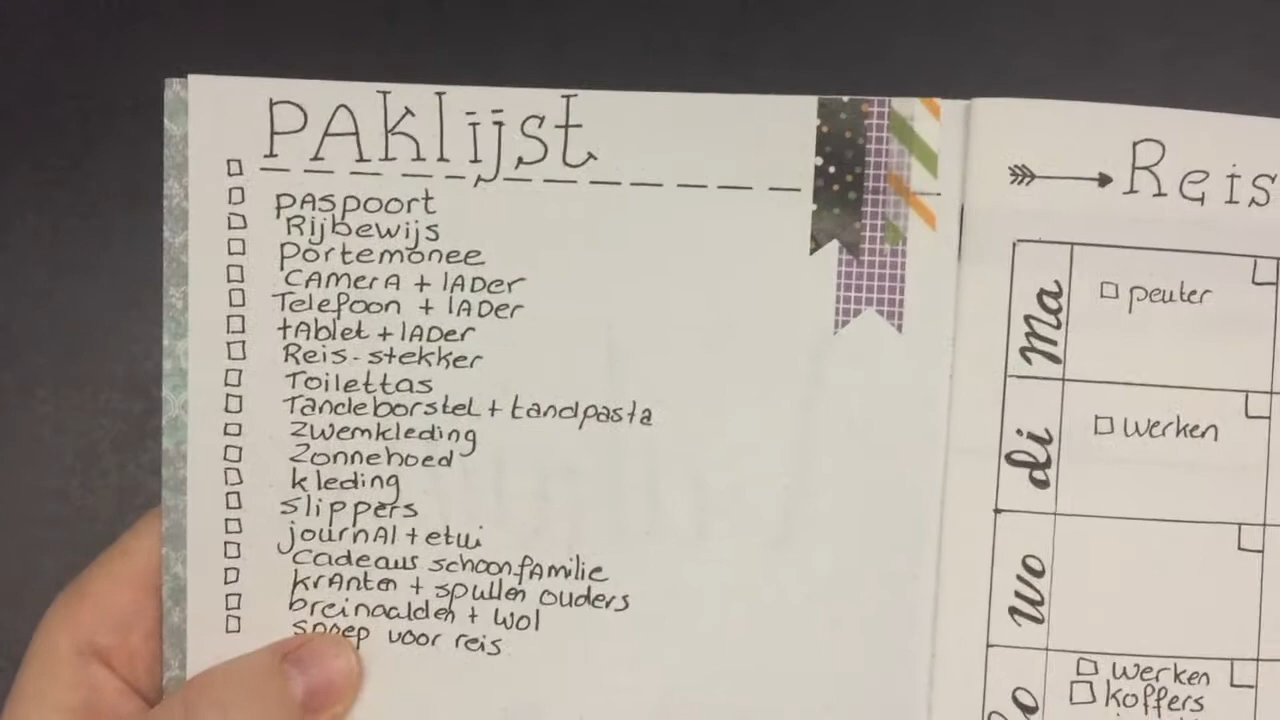 PAklijst
PASpoort
Rijbewijs
Portemonee
CAmerA + lADer
Telefoon + lADer
tAblet + lADer
Reis-stekker
Toilettas
Tandeborstel + tandpasta
Zwemkleding
Zonnehoed
kleding
slippers
journAl + etui
cadeaus schoonfAmilie
krAnten + spullen ouders
breinaalden + wol
snoep voor reis
Reis
Ma
peuter
di
werken
wo
werken
koffers